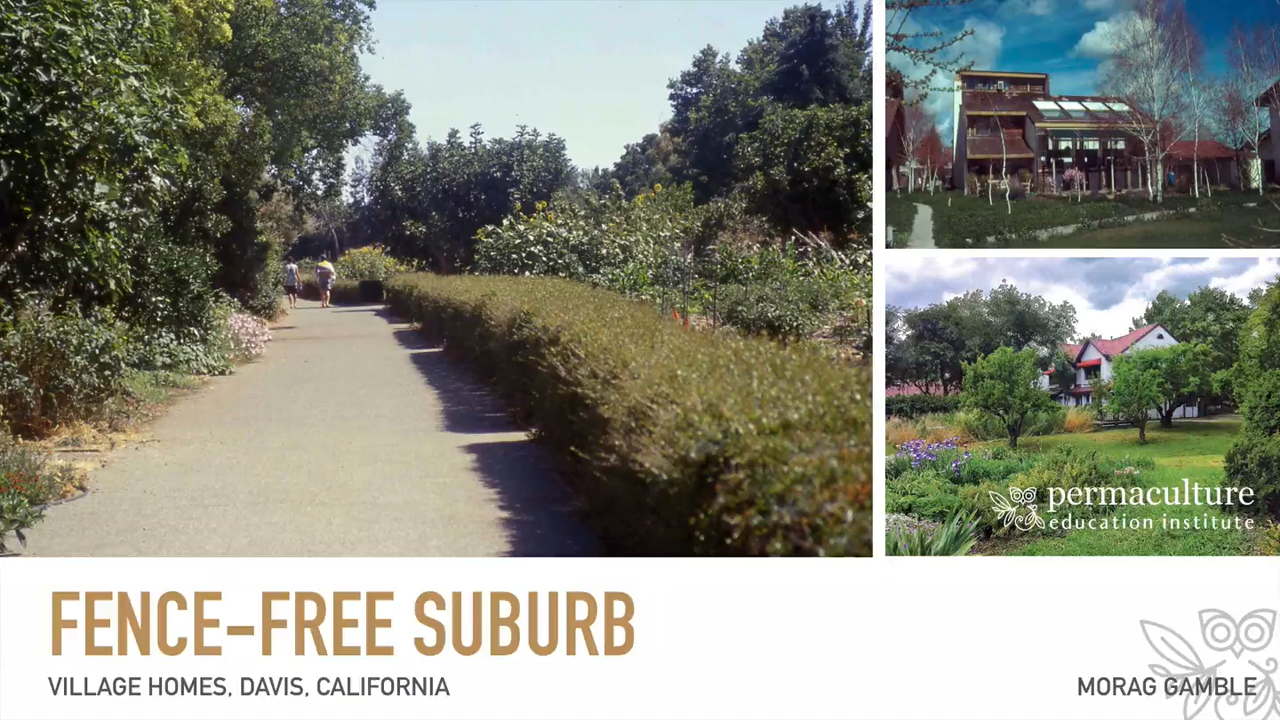 permaculture
education institute
FENCE-FREE SUBURB
VILLAGE HOMES, DAVIS, CALIFORNIA
MORAG GAMBLE